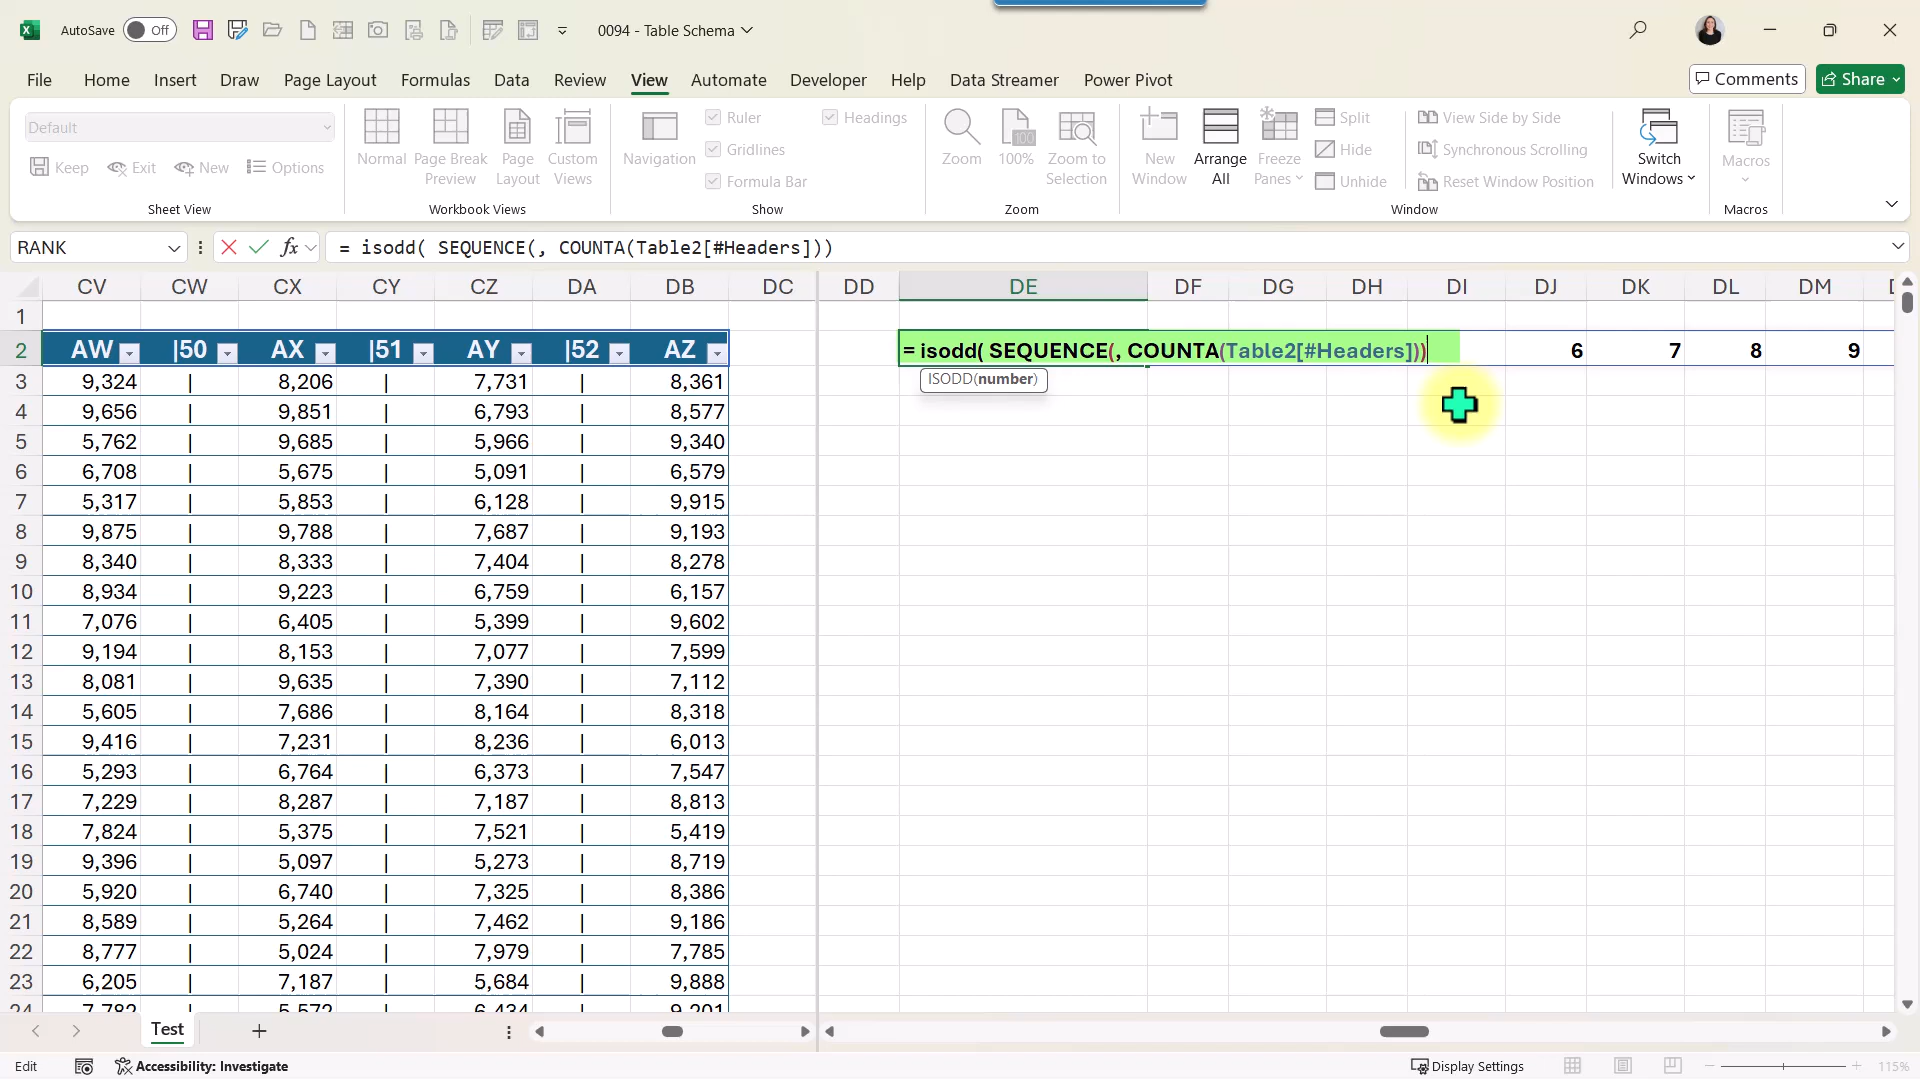 AutoSave Off 0094 - Table Schema
File Home Insert Draw Page Layout Formulas Data Review View Automate Developer Help Data Streamer Power Pivot Comments Share
Default
Keep Exit New Options
Sheet View
Normal Page Break Preview Page Layout Custom Views
Workbook Views
Navigation
Ruler Headings
Gridlines
Formula Bar
Show
Zoom 100% Zoom to Selection
Zoom
New Window Arrange All Freeze Panes
Split
Hide
Unhide
View Side by Side
Synchronous Scrolling
Reset Window Position
Switch Windows
Window
Macros
Macros
RANK fx = isodd( SEQUENCE(, COUNTA(Table2[#Headers]))
CV CW CX CY CZ DA DB DC DD DE DF DG DH DI DJ DK DL DM
1
2 AW |50 AX |51 AY |52 AZ = isodd( SEQUENCE(, COUNTA(Table2[#Headers])) 6 7 8 9
ISODD(number)
3 9,324 | 8,206 | 7,731 | 8,361
4 9,656 | 9,851 | 6,793 | 8,577
5 5,762 | 9,685 | 5,966 | 9,340
6 6,708 | 5,675 | 5,091 | 6,579
7 5,317 | 5,853 | 6,128 | 9,915
8 9,875 | 9,788 | 7,687 | 9,193
9 8,340 | 8,333 | 7,404 | 8,278
10 8,934 | 9,223 | 6,759 | 6,157
11 7,076 | 6,405 | 5,399 | 9,602
12 9,194 | 8,153 | 7,077 | 7,599
13 8,081 | 9,635 | 7,390 | 7,112
14 5,605 | 7,686 | 8,164 | 8,318
15 9,416 | 7,231 | 8,236 | 6,013
16 5,293 | 6,764 | 6,373 | 7,547
17 7,229 | 8,287 | 7,187 | 8,813
18 7,824 | 5,375 | 7,521 | 5,419
19 9,396 | 5,097 | 5,273 | 8,719
20 5,920 | 6,740 | 7,325 | 8,386
21 8,589 | 5,264 | 7,462 | 9,186
22 8,777 | 5,024 | 7,979 | 7,785
23 6,205 | 7,187 | 5,684 | 9,888
Test
Edit Accessibility: Investigate Display Settings 115%